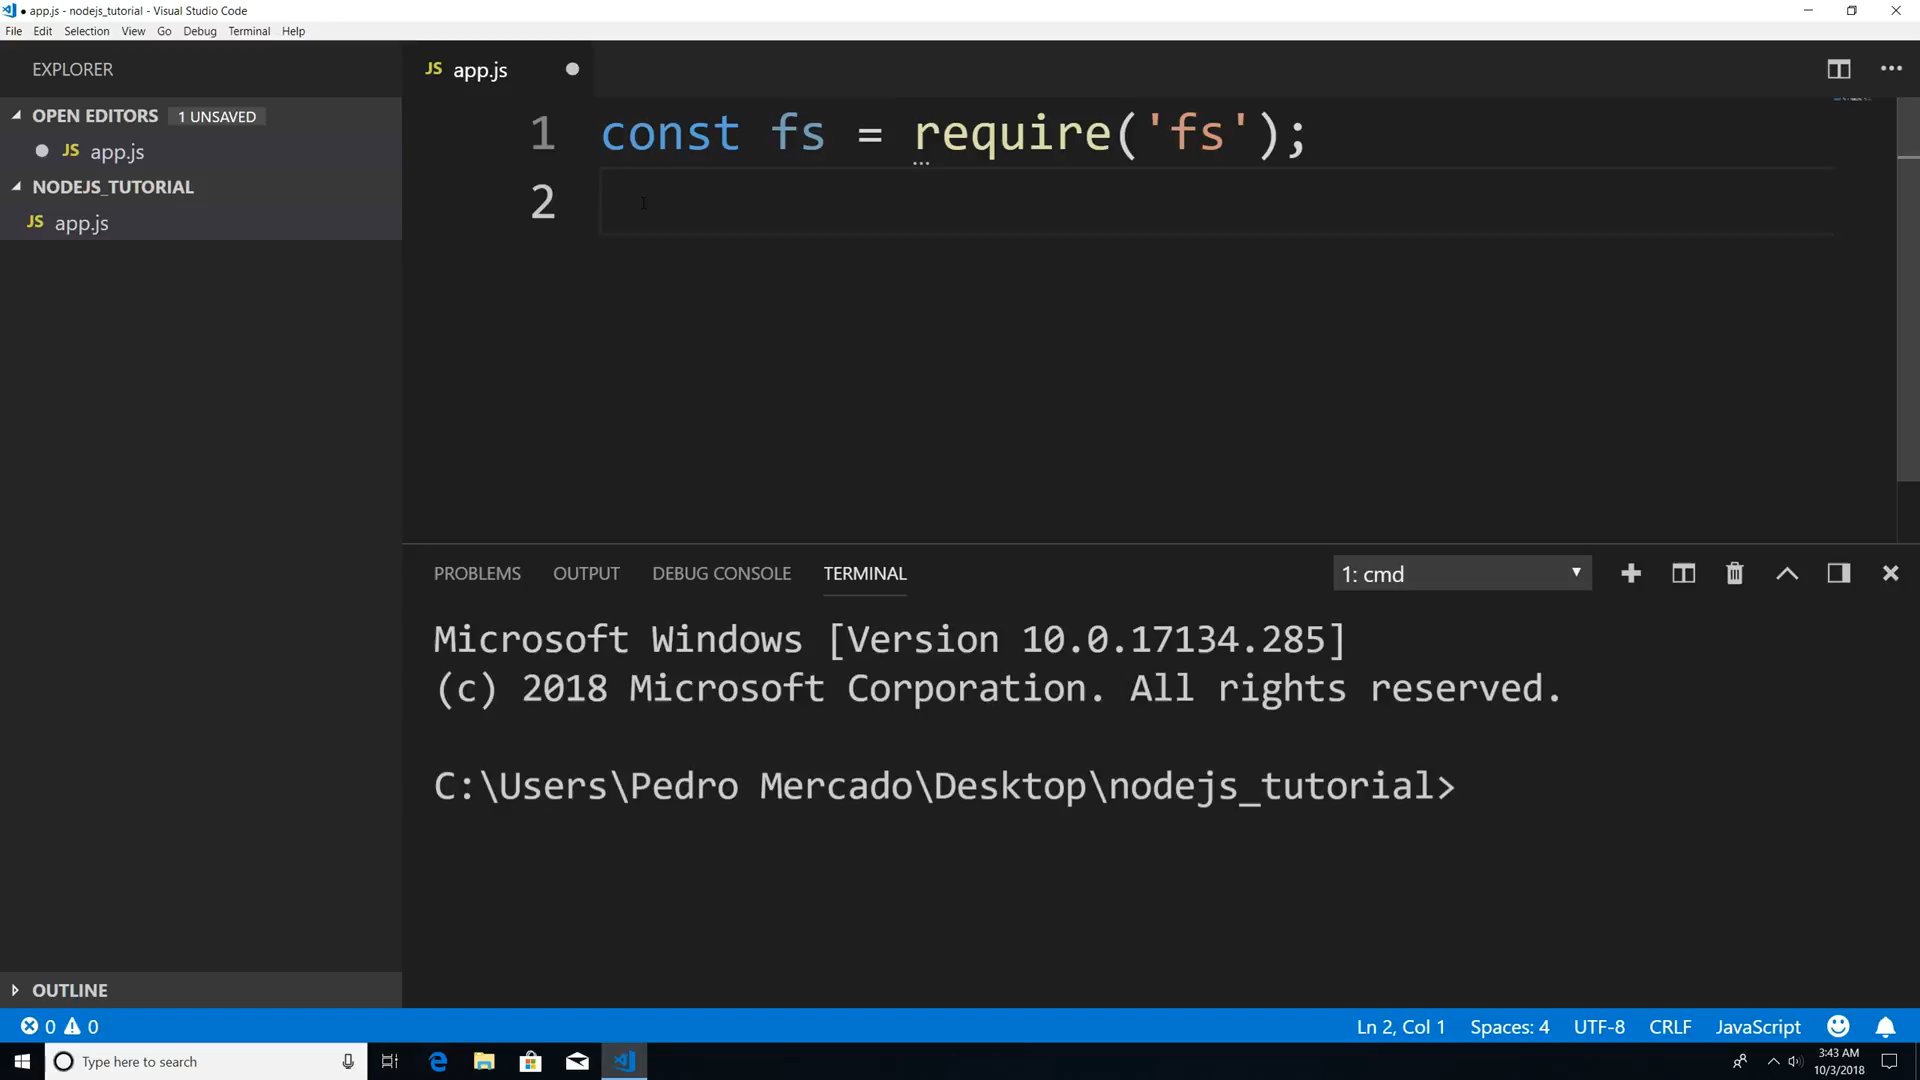 ● app.js - nodejs_tutorial - Visual Studio Code
File Edit Selection View Go Debug Terminal Help
EXPLORER
OPEN EDITORS 1 UNSAVED
JS app.js
NODEJS_TUTORIAL
JS app.js
OUTLINE
JS app.js
1 const fs = require('fs');
2
PROBLEMS OUTPUT DEBUG CONSOLE TERMINAL 1: cmd
Microsoft Windows [Version 10.0.17134.285]
(c) 2018 Microsoft Corporation. All rights reserved.
C:\Users\Pedro Mercado\Desktop\nodejs_tutorial>
0 0 Ln 2, Col 1 Spaces: 4 UTF-8 CRLF JavaScript
Type here to search
3:43 AM
10/3/2018